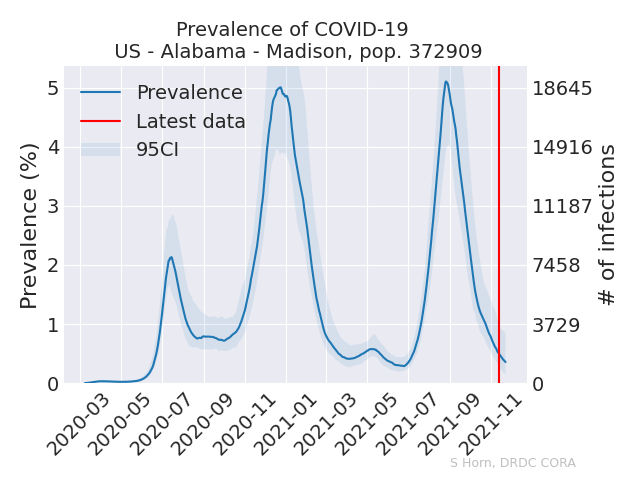 Prevalence of COVID-19
US - Alabama - Madison, pop. 372909
Prevalence
Latest data
95CI
Prevalence (%)
5
4
3
2
1
0
18645
14916
11187
7458
3729
0
# of infections
2020-03
2020-05
2020-07
2020-09
2020-11
2021-01
2021-03
2021-05
2021-07
2021-09
2021-11
S Horn, DRDC CORA